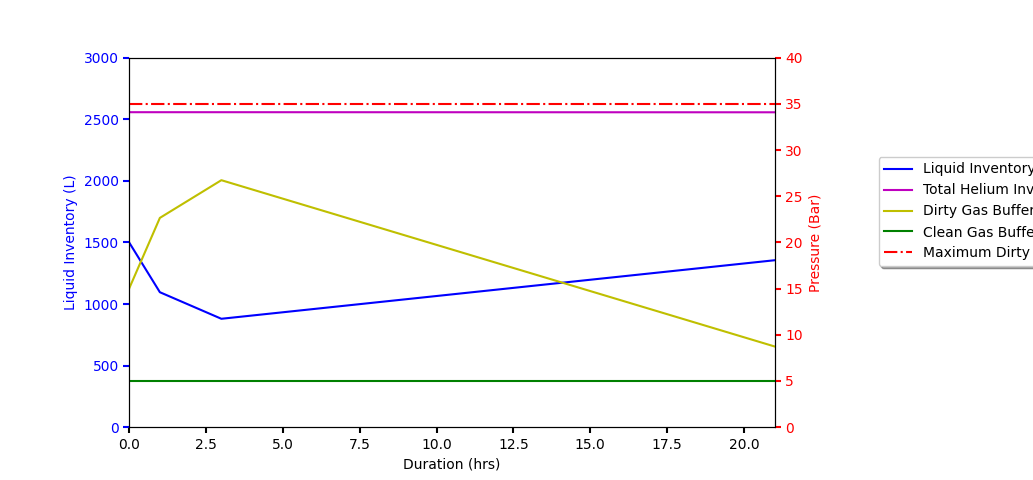 3000
2500
2000
1500
1000
500
0
Liquid Inventory (L)
0.0 2.5 5.0 7.5 10.0 12.5 15.0 17.5 20.0
Duration (hrs)
40
35
30
25
20
15
10
5
0
Pressure (Bar)
Liquid Inventory
Total Helium Inv
Dirty Gas Buffer
Clean Gas Buffe
Maximum Dirty